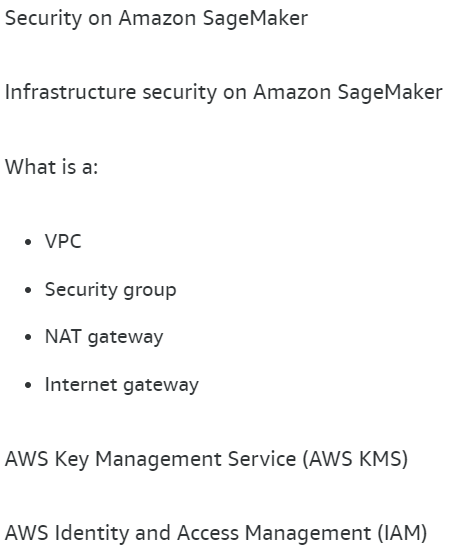 Security on Amazon SageMaker
Infrastructure security on Amazon SageMaker
What is a:
• VPC
• Security group
• NAT gateway
• Internet gateway
AWS Key Management Service (AWS KMS)
AWS Identity and Access Management (IAM)